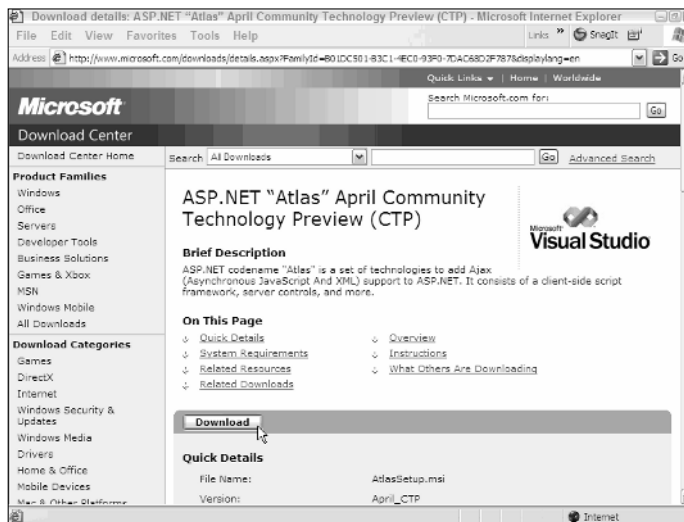 Download details: ASP.NET "Atlas" April Community Technology Preview (CTP) - Microsoft Internet Explorer
File Edit View Favorites Tools Help
Links » SnagIt
Address http://www.microsoft.com/downloads/details.aspx?FamilyId=B01DC501-B3C1-4EC0-93F0-7DAC68D2F787&displaylang=en
Go
Quick Links | Home | Worldwide
Microsoft
Search Microsoft.com for:
Go
Download Center
Download Center Home
Search All Downloads Go Advanced Search
Product Families
Windows
Office
Servers
Developer Tools
Business Solutions
Games & Xbox
MSN
Windows Mobile
All Downloads
Download Categories
Games
DirectX
Internet
Windows Security & Updates
Windows Media
Drivers
Home & Office
Mobile Devices
Mac & Other Platforms
ASP.NET "Atlas" April Community
Technology Preview (CTP)
Microsoft
Visual Studio
Brief Description
ASP.NET codename "Atlas" is a set of technologies to add Ajax
(Asynchronous JavaScript And XML) support to ASP.NET. It consists of a client-side script
framework, server controls, and more.
On This Page
Quick Details
Overview
System Requirements
Instructions
Related Resources
What Others Are Downloading
Related Downloads
Download
Quick Details
File Name: AtlasSetup.msi
Version: April_CTP
Internet